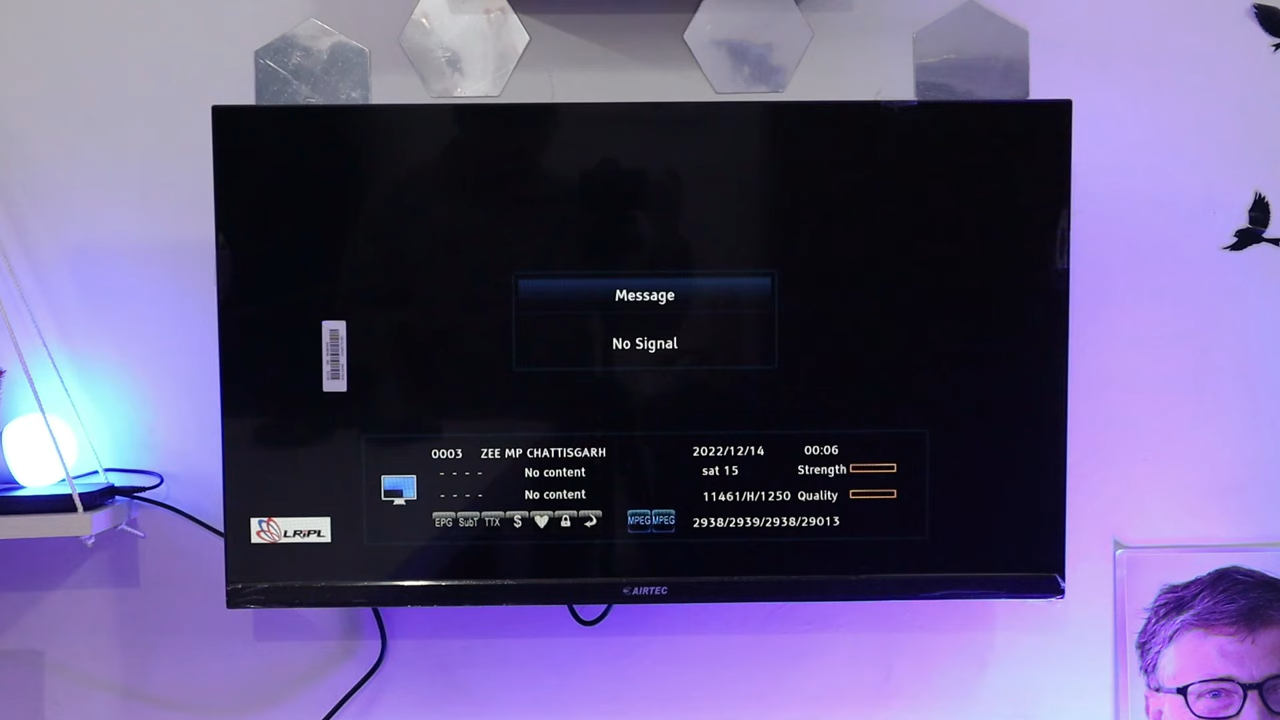 Message
No Signal
0003 ZEE MP CHATTISGARH
2022/12/14 00:06
- - - - No content
sat 15 Strength
- - - - No content
11461/H/1250 Quality
EPG SubT TTX $
MPEG MPEG
2938/2939/2938/29013
LRiPL
AIRTEC